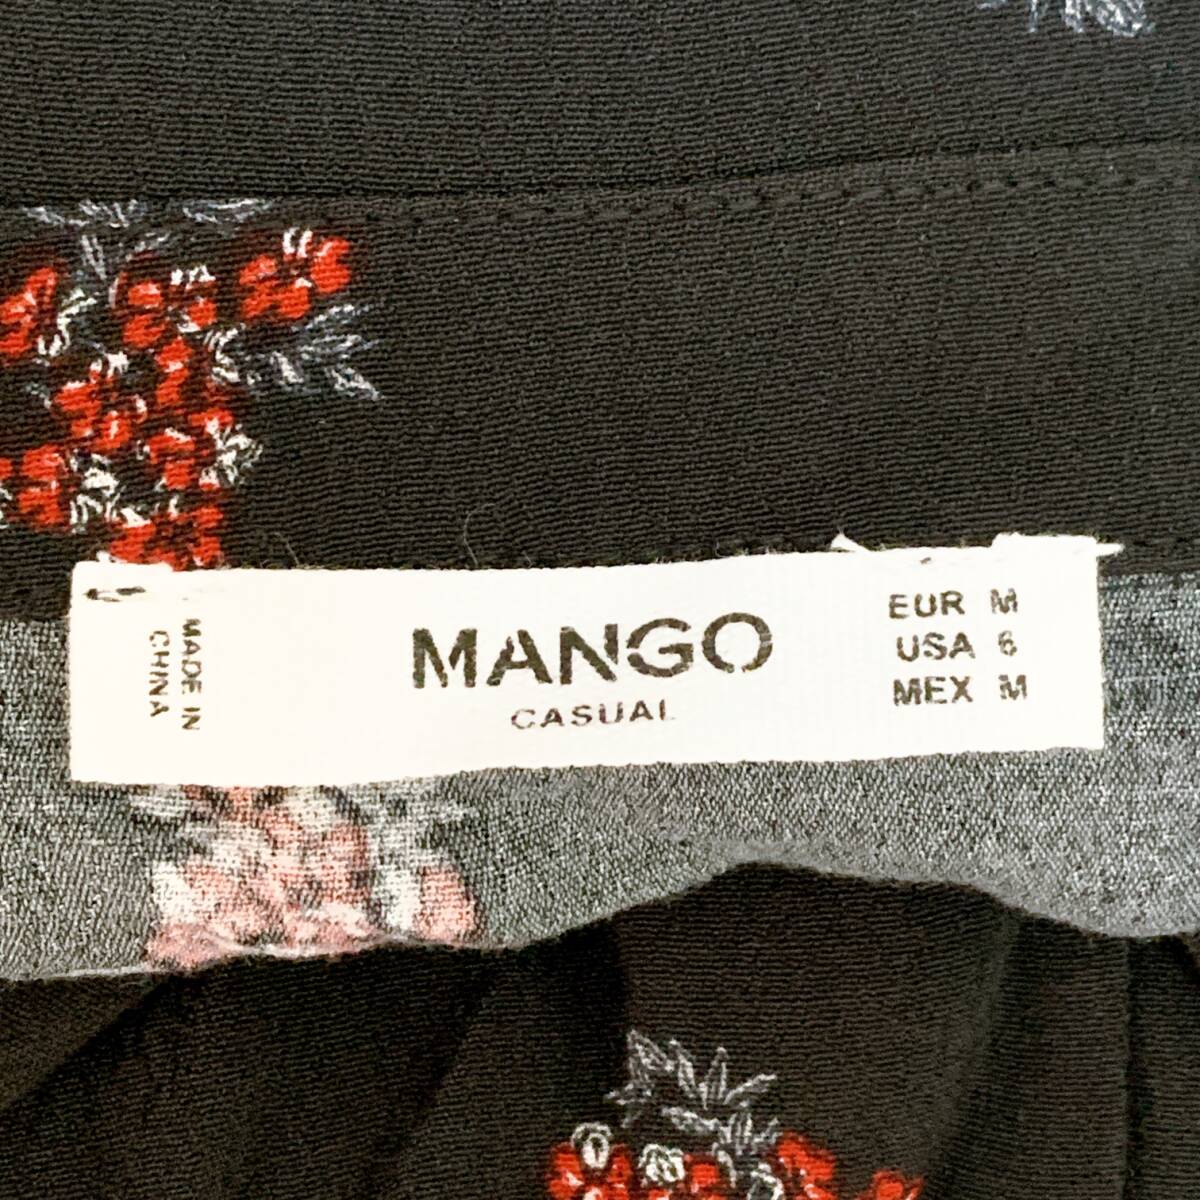 MADE IN
CHINA
MANGO
CASUAL
EUR M
USA 6
MEX M